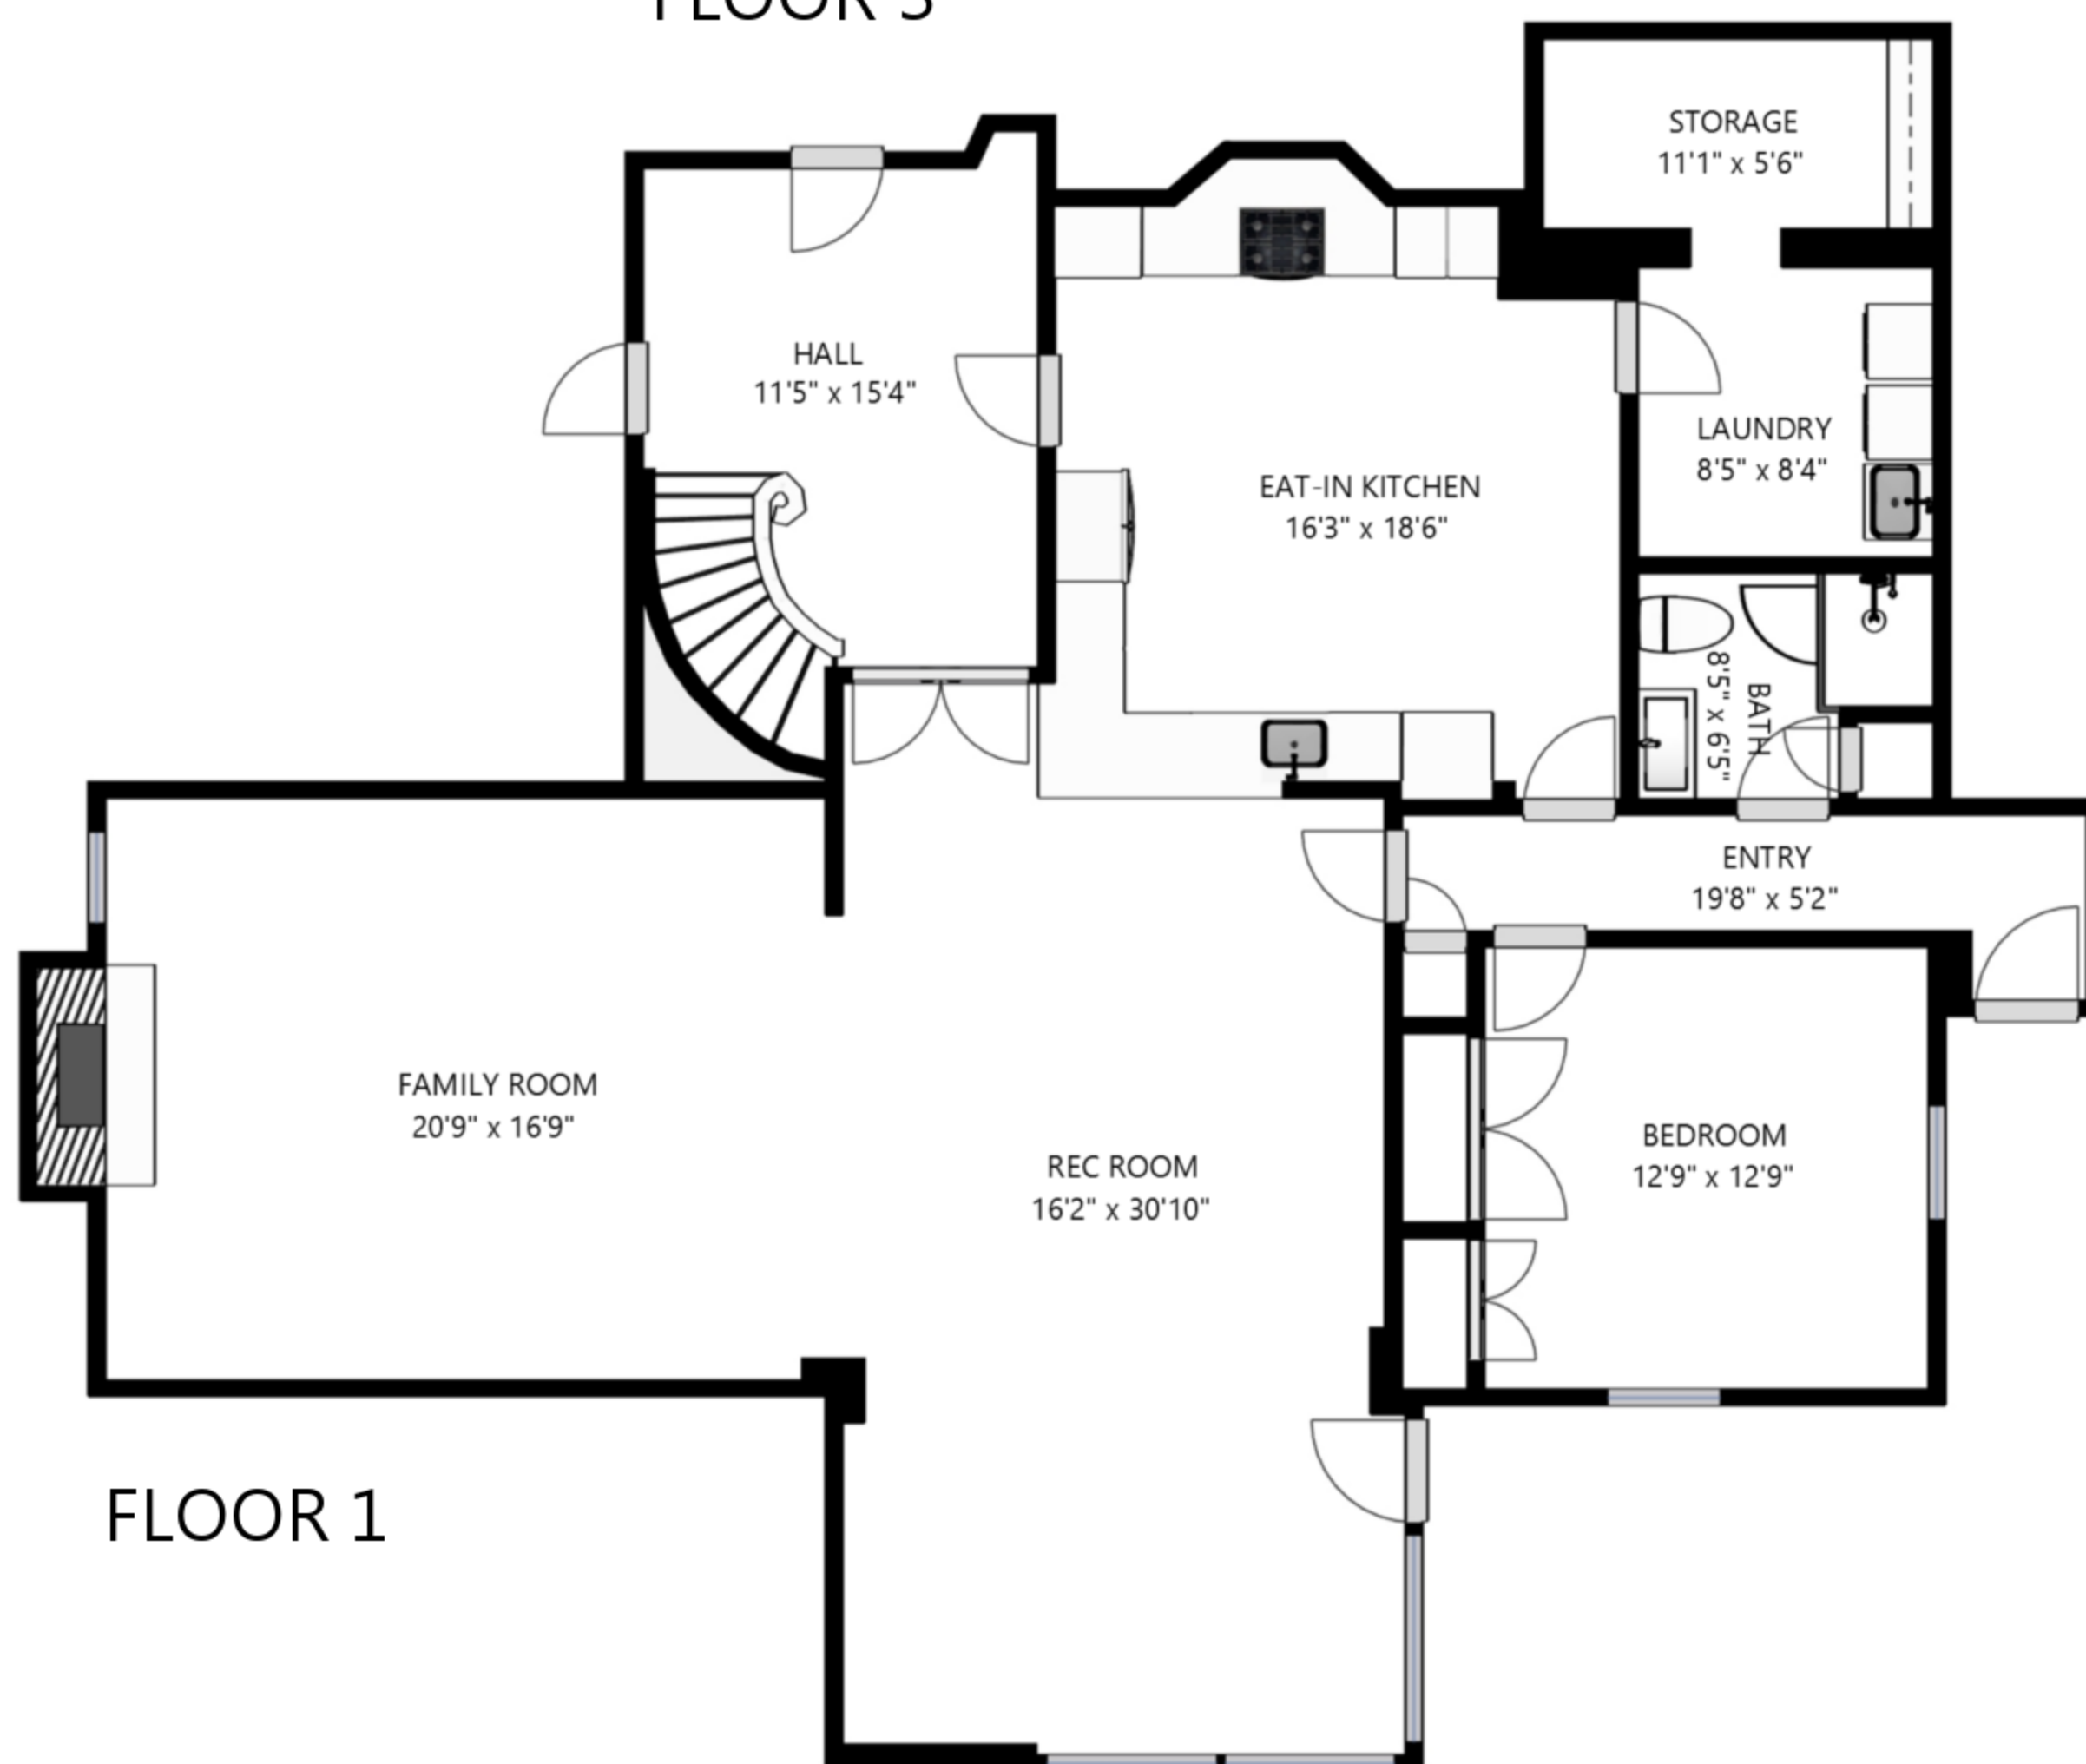 FLOOR 3
STORAGE
11'1" x 5'6"
HALL
11'5" x 15'4"
EAT-IN KITCHEN
16'3" x 18'6"
LAUNDRY
8'5" x 8'4"
BATH
8'5" x 6'5"
ENTRY
19'8" x 5'2"
FAMILY ROOM
20'9" x 16'9"
REC ROOM
16'2" x 30'10"
BEDROOM
12'9" x 12'9"
FLOOR 1